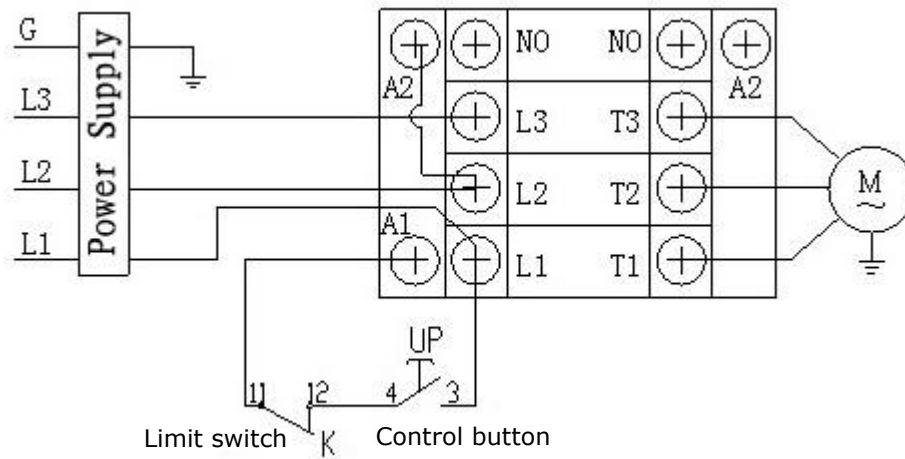 G
L3
L2
L1
Power Supply
A2
NO NO
A2
L3 T3
L2 T2
A1
L1 T1
M
~
UP
11 12 4 3
Limit switch K Control button